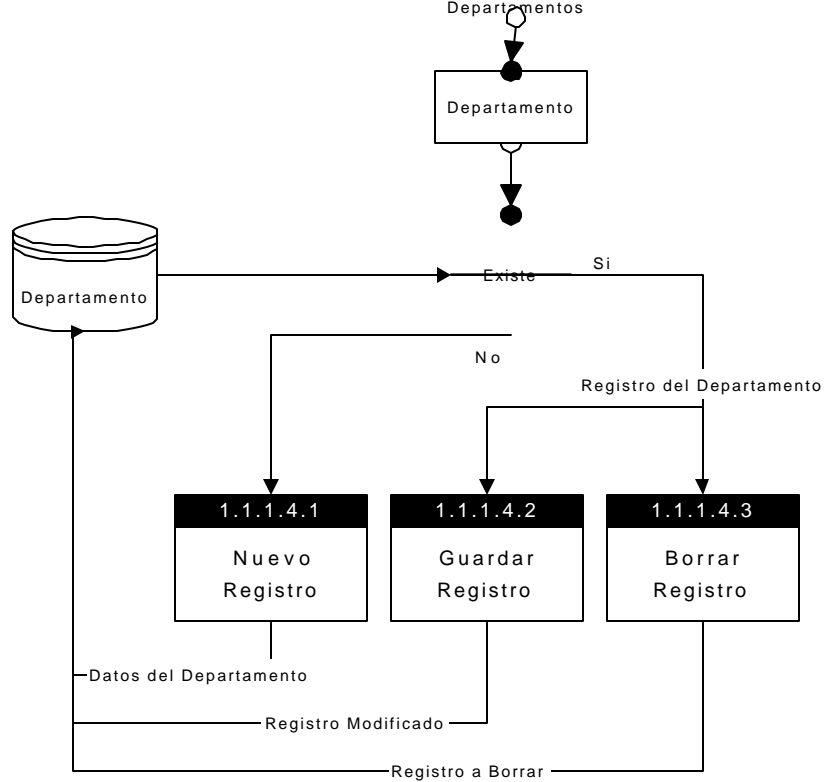 Departamentos
Departamento
Existe
Si
Departamento
No
Registro del Departamento
1.1.1.4.1
1.1.1.4.2
1.1.1.4.3
Nuevo
Registro
Guardar
Registro
Borrar
Registro
Datos del Departamento
Registro Modificado
Registro a Borrar